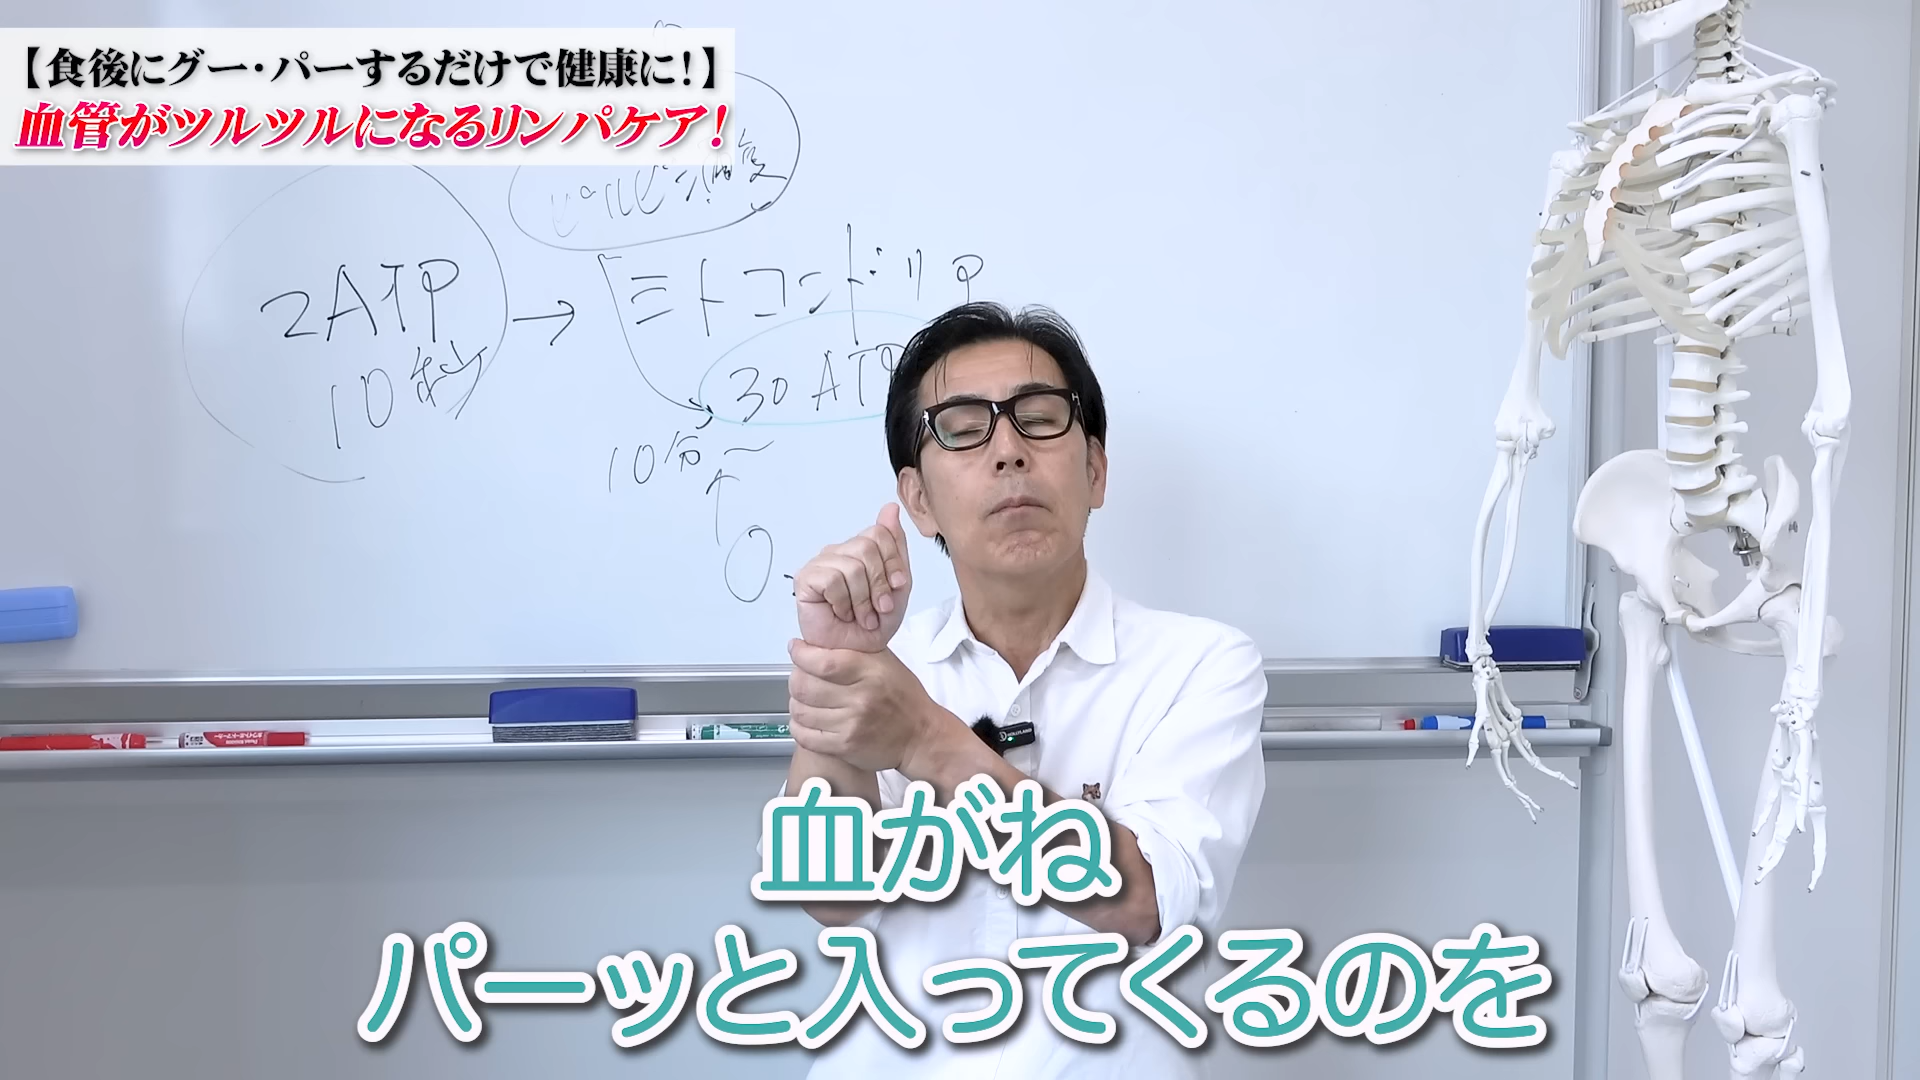 【食後にグー・パーするだけで健康に！】
血管がツルツルになるリンパケア！
2ATP → ミトコンドリア
10秒
30ATP
10分～
血がね
パーッと入ってくるのを